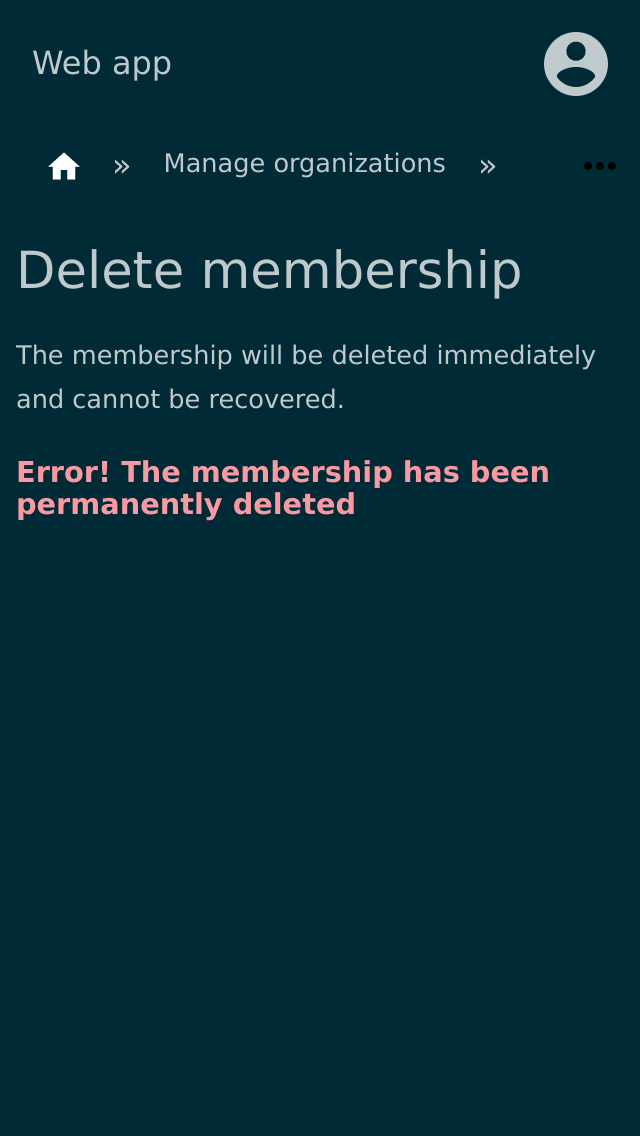 Web app
» Manage organizations »
Delete membership
The membership will be deleted immediately
and cannot be recovered.
Error! The membership has been
permanently deleted